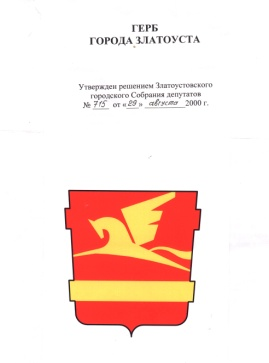 ГЕРБ
ГОРОДА ЗЛАТОУСТА
Утвержден решением Златоустовского
городского Собрания депутатов
№ 715 от «29» августа 2000 г.